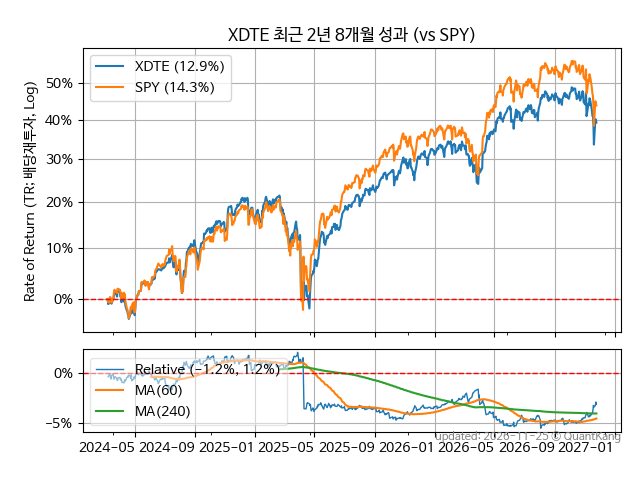 XDTE 최근 2년 8개월 성과 (vs SPY)
XDTE (12.9%)
SPY (14.3%)
50%
40%
30%
20%
10%
0%
Rate of Return (TR: 배당재투자, Log)
Relative (−1.2%, 1.2%)
MA(60)
MA(240)
0%
−5%
2024-05 2024-09 2025-01 2025-05 2025-09 2026-01 2026-05 2026-09 2027-01
updated: 2026-11-25 © QuantKang